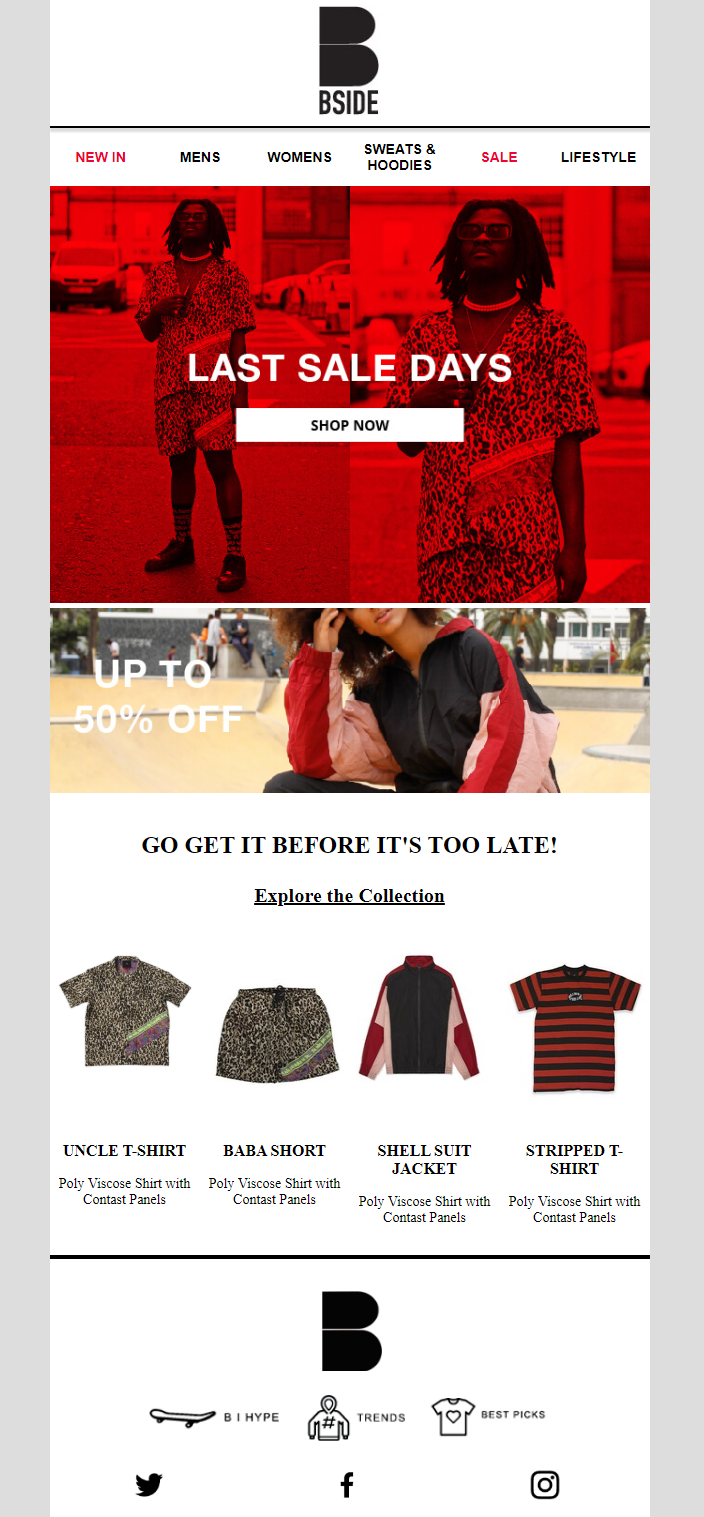 BSIDE
NEW IN
MENS
WOMENS
SWEATS &
HOODIES
SALE
LIFESTYLE
LAST SALE DAYS
SHOP NOW
UP TO
50% OFF
GO GET IT BEFORE IT'S TOO LATE!
Explore the Collection
UNCLE T-SHIRT
Poly Viscose Shirt with
Contast Panels
BABA SHORT
Poly Viscose Shirt with
Contast Panels
SHELL SUIT
JACKET
Poly Viscose Shirt with
Contast Panels
STRIPPED T-
SHIRT
Poly Viscose Shirt with
Contast Panels
B I HYPE
#
TRENDS
BEST PICKS